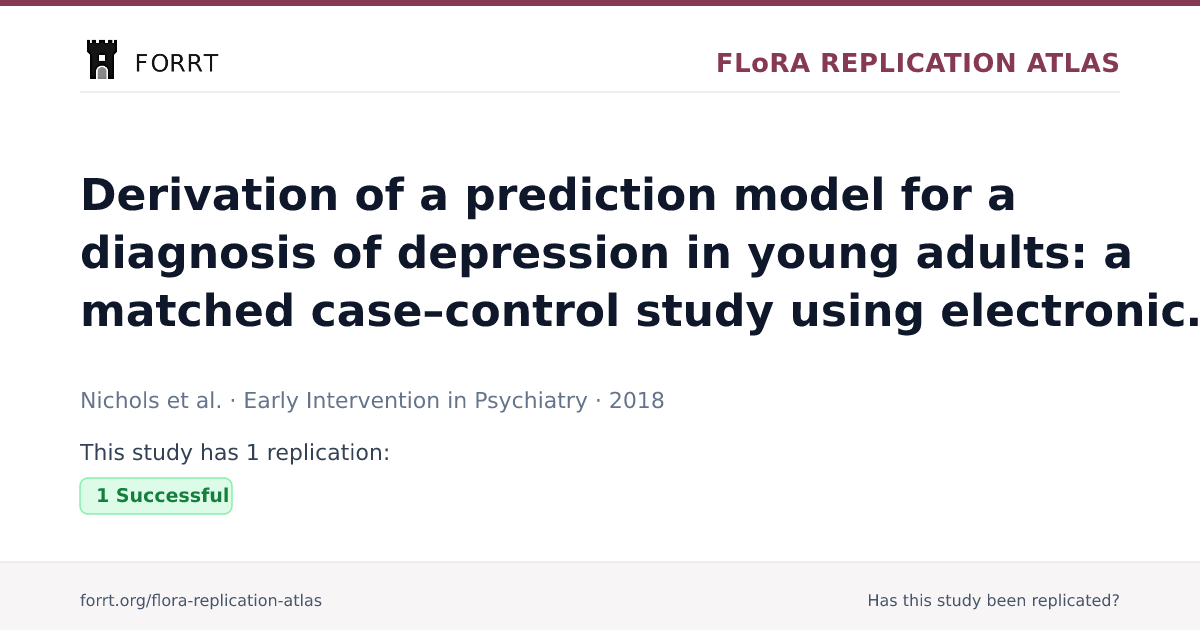 FORRT
FLoRA REPLICATION ATLAS
Derivation of a prediction model for a
diagnosis of depression in young adults: a
matched case–control study using electronic.
Nichols et al. · Early Intervention in Psychiatry · 2018
This study has 1 replication:
1 Successful
forrt.org/flora-replication-atlas
Has this study been replicated?